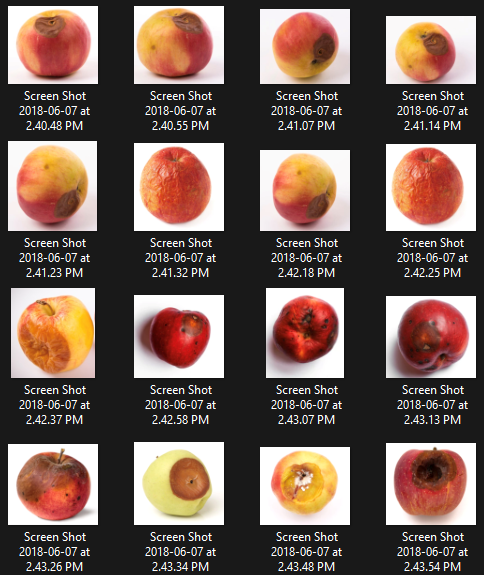 Screen Shot
2018-06-07 at
2.40.48 PM
Screen Shot
2018-06-07 at
2.40.55 PM
Screen Shot
2018-06-07 at
2.41.07 PM
Screen Shot
2018-06-07 at
2.41.14 PM
Screen Shot
2018-06-07 at
2.41.23 PM
Screen Shot
2018-06-07 at
2.41.32 PM
Screen Shot
2018-06-07 at
2.42.18 PM
Screen Shot
2018-06-07 at
2.42.25 PM
Screen Shot
2018-06-07 at
2.42.37 PM
Screen Shot
2018-06-07 at
2.42.58 PM
Screen Shot
2018-06-07 at
2.43.07 PM
Screen Shot
2018-06-07 at
2.43.13 PM
Screen Shot
2018-06-07 at
2.43.26 PM
Screen Shot
2018-06-07 at
2.43.34 PM
Screen Shot
2018-06-07 at
2.43.48 PM
Screen Shot
2018-06-07 at
2.43.54 PM